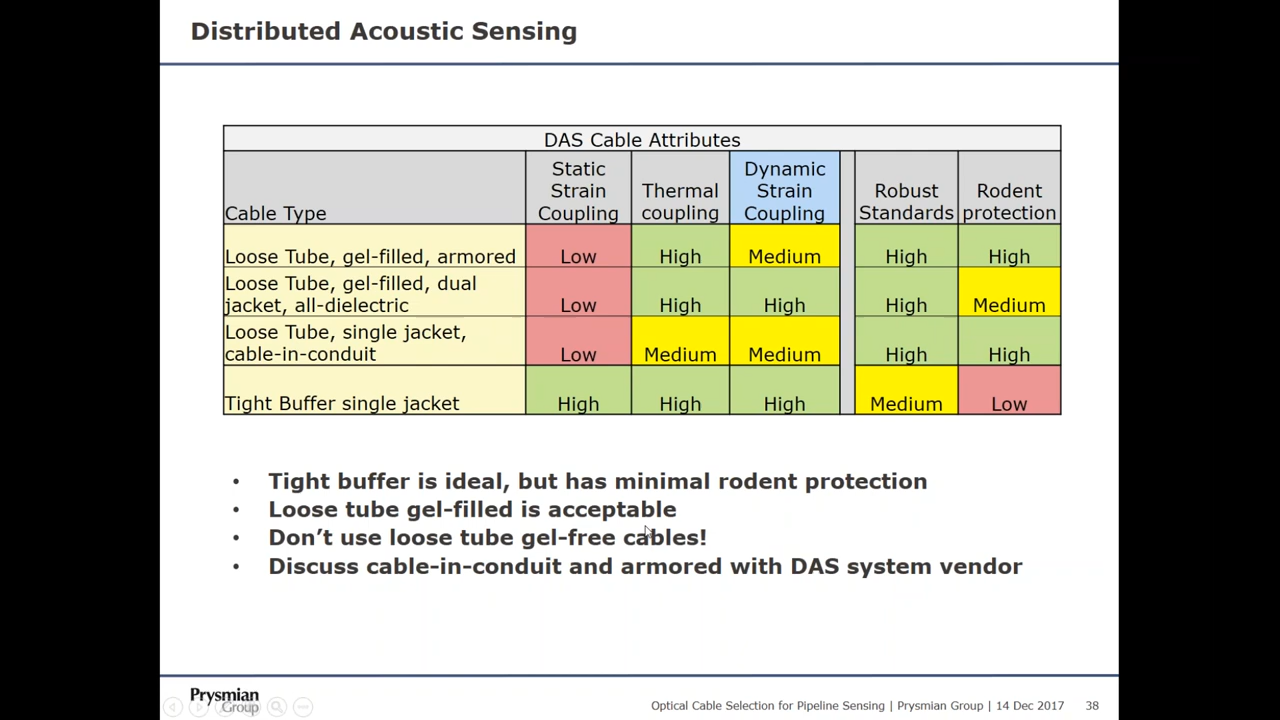 Distributed Acoustic Sensing
DAS Cable Attributes
Cable Type
Static
Strain
Coupling
Thermal
coupling
Dynamic
Strain
Coupling
Robust
Standards
Rodent
protection
Loose Tube, gel-filled, armored
Low
High
Medium
High
High
Loose Tube, gel-filled, dual
jacket, all-dielectric
Low
High
High
High
Medium
Loose Tube, single jacket,
cable-in-conduit
Low
Medium
Medium
High
High
Tight Buffer single jacket
High
High
High
Medium
Low
• Tight buffer is ideal, but has minimal rodent protection
• Loose tube gel-filled is acceptable
• Don’t use loose tube gel-free cables!
• Discuss cable-in-conduit and armored with DAS system vendor
Prysmian
Group
Optical Cable Selection for Pipeline Sensing | Prysmian Group | 14 Dec 2017 38